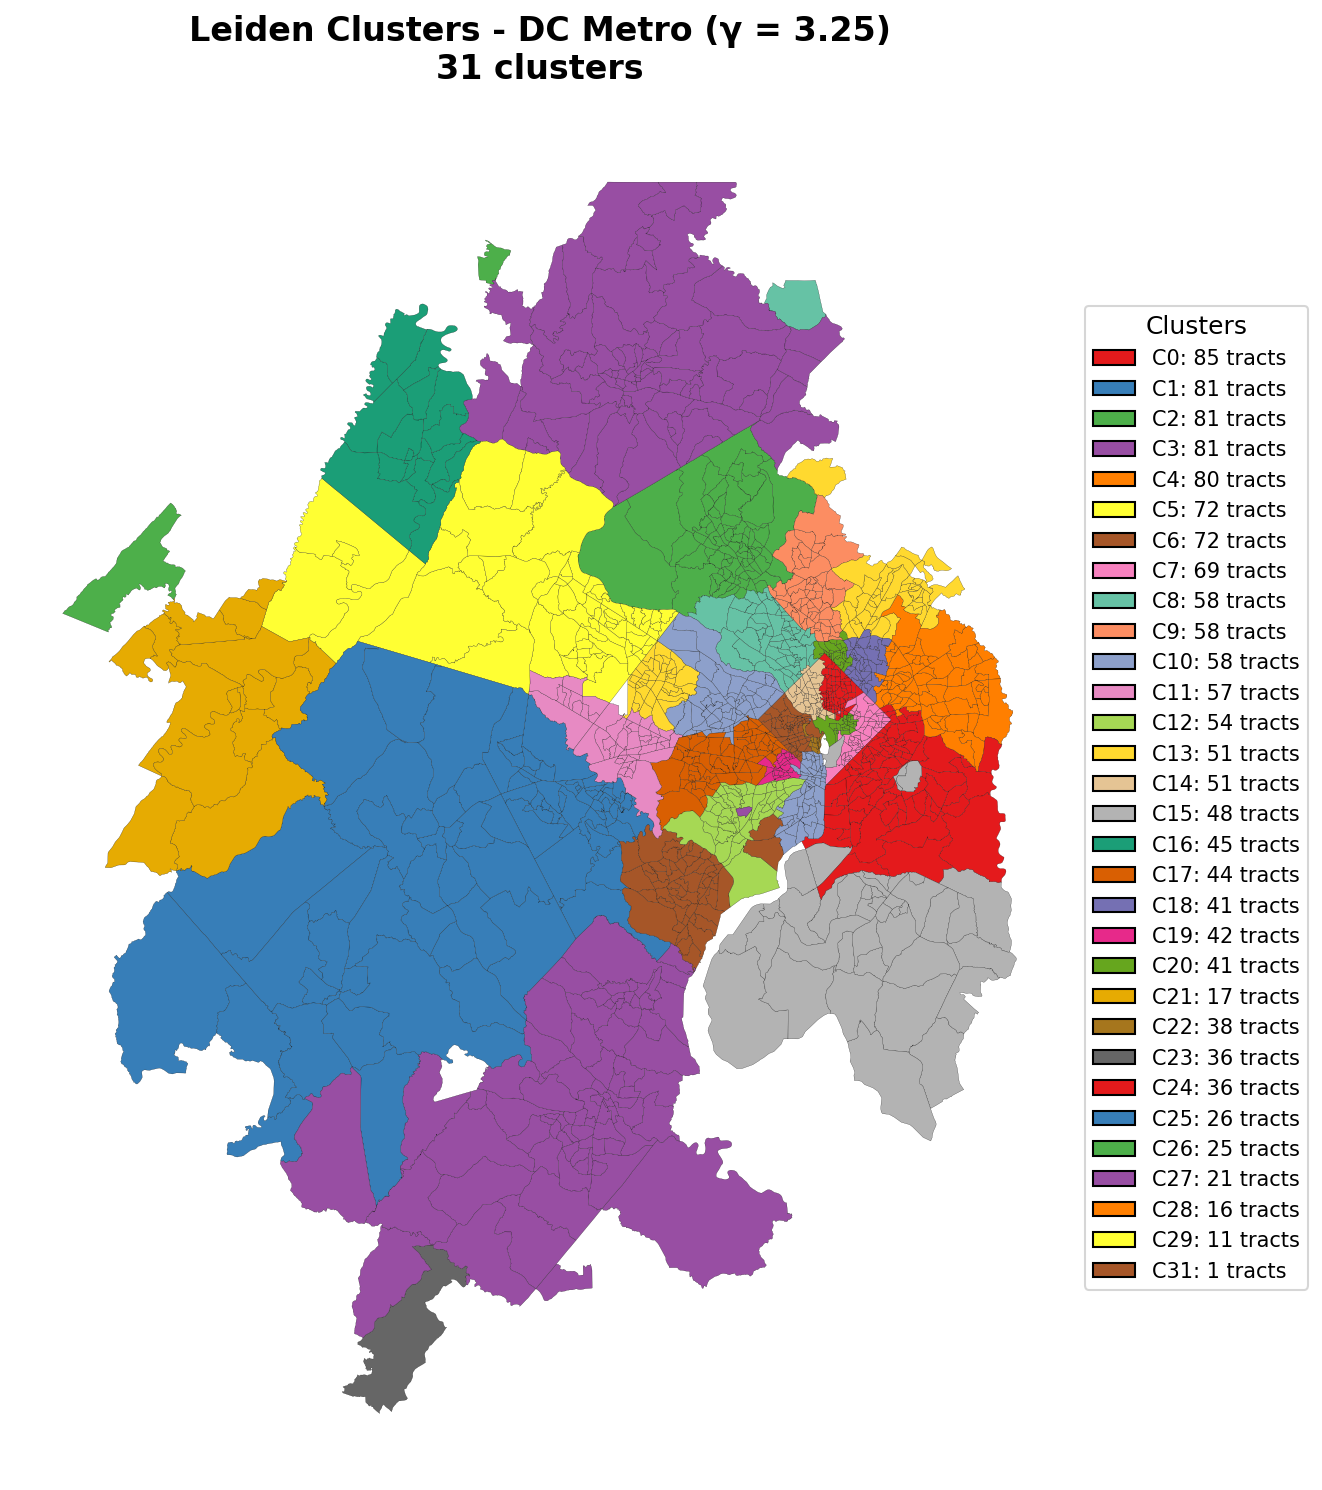 Leiden Clusters - DC Metro (γ = 3.25)
31 clusters
Clusters
C0: 85 tracts
C1: 81 tracts
C2: 81 tracts
C3: 81 tracts
C4: 80 tracts
C5: 72 tracts
C6: 72 tracts
C7: 69 tracts
C8: 58 tracts
C9: 58 tracts
C10: 58 tracts
C11: 57 tracts
C12: 54 tracts
C13: 51 tracts
C14: 51 tracts
C15: 48 tracts
C16: 45 tracts
C17: 44 tracts
C18: 41 tracts
C19: 42 tracts
C20: 41 tracts
C21: 17 tracts
C22: 38 tracts
C23: 36 tracts
C24: 36 tracts
C25: 26 tracts
C26: 25 tracts
C27: 21 tracts
C28: 16 tracts
C29: 11 tracts
C31: 1 tracts